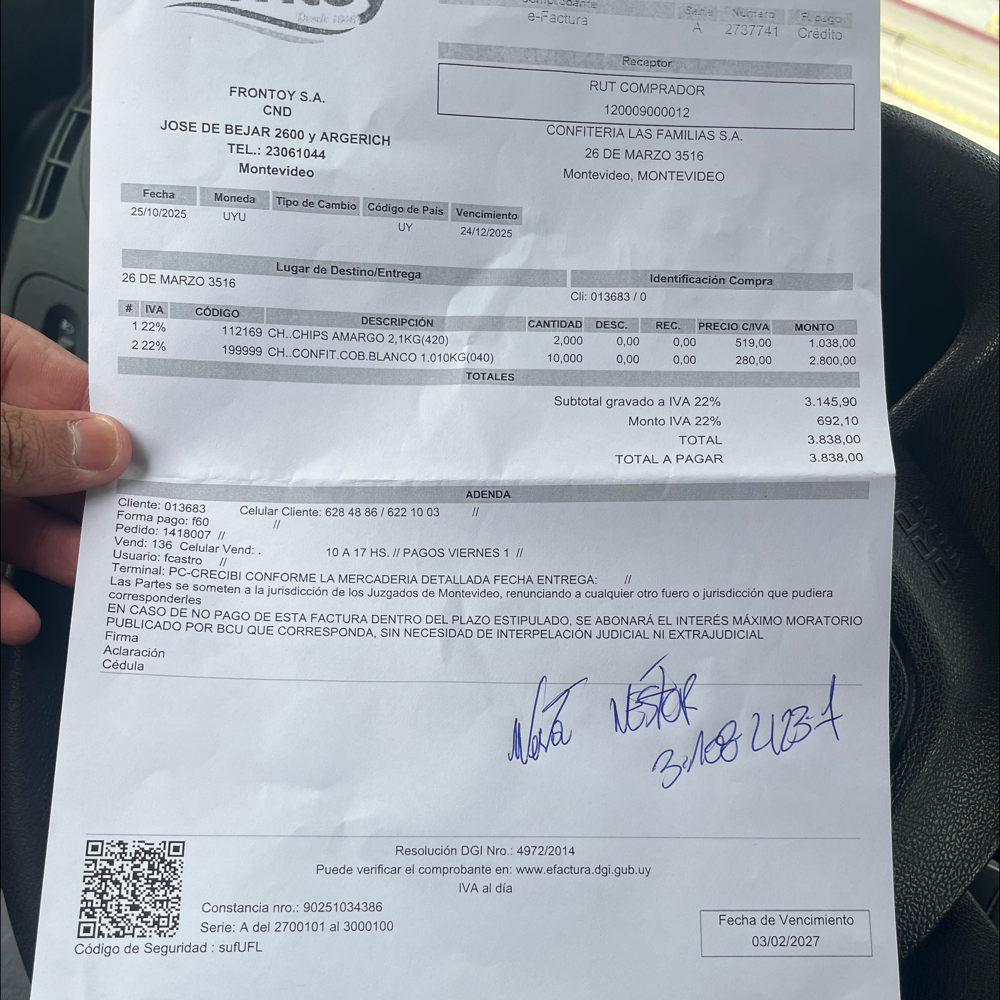 Desde 1948
e-Factura
Serie Numero F. pago
A 2737741 Crédito
Receptor
RUT COMPRADOR
120009000012
CONFITERIA LAS FAMILIAS S.A.
26 DE MARZO 3516
Montevideo, MONTEVIDEO
FRONTOY S.A.
CND
JOSE DE BEJAR 2600 y ARGERICH
TEL.: 23061044
Montevideo
Fecha Moneda Tipo de Cambio Código de País Vencimiento
25/10/2025 UYU UY 24/12/2025
Lugar de Destino/Entrega Identificación Compra
26 DE MARZO 3516 Cli: 013683 / 0
# IVA CÓDIGO DESCRIPCIÓN CANTIDAD DESC. REC. PRECIO C/IVA MONTO
1 22% 112169 CH..CHIPS AMARGO 2,1KG(420) 2,000 0,00 0,00 519,00 1.038,00
2 22% 199999 CH..CONFIT.COB.BLANCO 1.010KG(040) 10,000 0,00 0,00 280,00 2.800,00
TOTALES
Subtotal gravado a IVA 22% 3.145,90
Monto IVA 22% 692,10
TOTAL 3.838,00
TOTAL A PAGAR 3.838,00
ADENDA
Cliente: 013683 Celular Cliente: 628 48 86 / 622 10 03 //
Forma pago: f60 //
Pedido: 1418007 //
Vend: 136 Celular Vend: . 10 A 17 HS. // PAGOS VIERNES 1 //
Usuario: fcastro //
Terminal: PC-CRECIBI CONFORME LA MERCADERIA DETALLADA FECHA ENTREGA: //
Las Partes se someten a la jurisdicción de los Juzgados de Montevideo, renunciando a cualquier otro fuero o jurisdicción que pudiera
corresponderles
EN CASO DE NO PAGO DE ESTA FACTURA DENTRO DEL PLAZO ESTIPULADO, SE ABONARÁ EL INTERÉS MÁXIMO MORATORIO
PUBLICADO POR BCU QUE CORRESPONDA, SIN NECESIDAD DE INTERPELACIÓN JUDICIAL NI EXTRAJUDICIAL
Firma
Aclaración
Cédula
NESTOR
Resolución DGI Nro.: 4972/2014
Puede verificar el comprobante en: www.efactura.dgi.gub.uy
IVA al día
Constancia nro.: 90251034386
Serie: A del 2700101 al 3000100
Código de Seguridad : sufUFL
Fecha de Vencimiento
03/02/2027